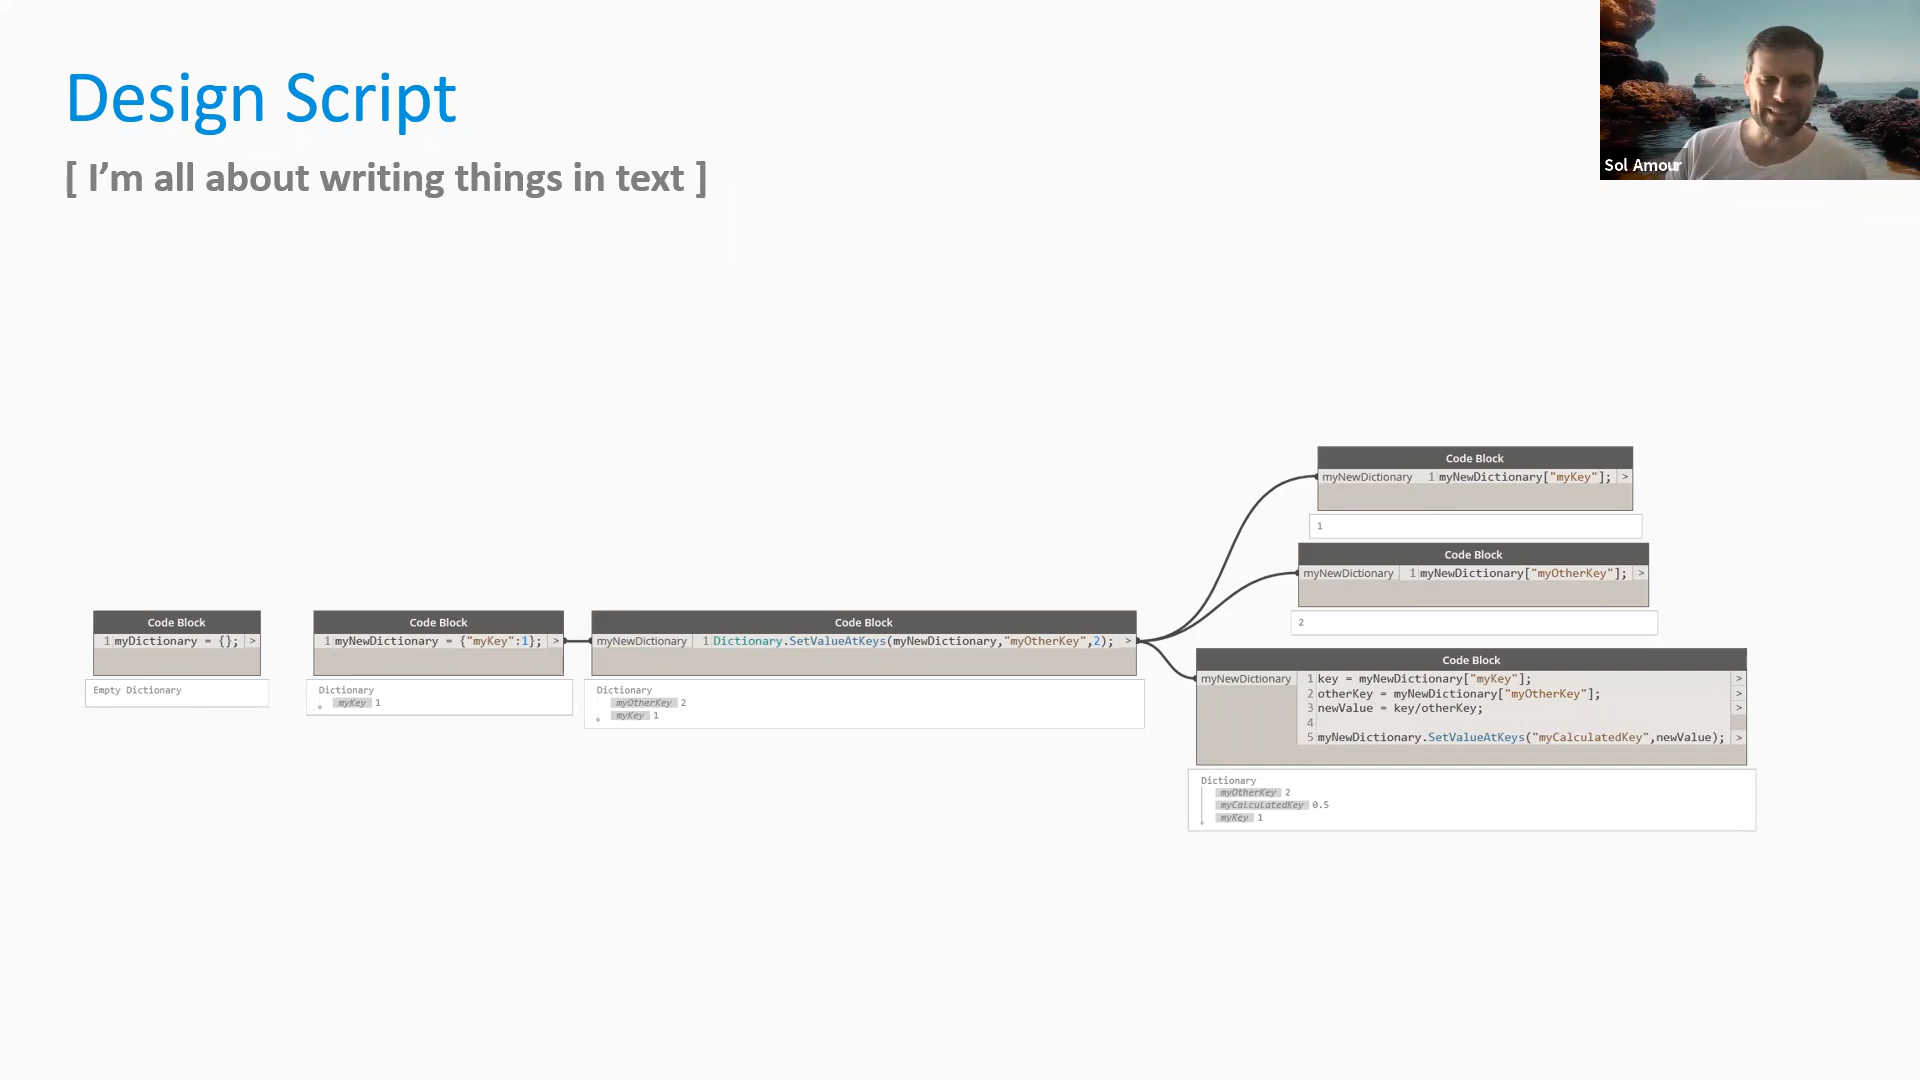 Design Script
[ I’m all about writing things in text ]
Sol Amour
Code Block
1 myDictionary = {}; >
Empty Dictionary
Code Block
1 myNewDictionary = {"myKey":1}; >
Dictionary
myKey 1
Code Block
myNewDictionary 1 Dictionary.SetValueAtKeys(myNewDictionary,"myOtherKey",2); >
Dictionary
myOtherKey 2
myKey 1
Code Block
myNewDictionary 1 myNewDictionary["myKey"]; >
1
Code Block
myNewDictionary 1 myNewDictionary["myOtherKey"]; >
2
Code Block
myNewDictionary 1 key = myNewDictionary["myKey"]; >
2 otherKey = myNewDictionary["myOtherKey"]; >
3 newValue = key/otherKey; >
4
5 myNewDictionary.SetValueAtKeys("myCalculatedKey",newValue); >
Dictionary
myOtherKey 2
myCalculatedKey 0.5
myKey 1